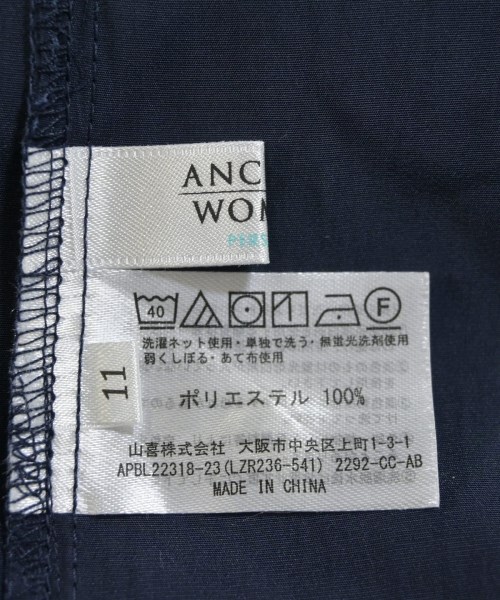 ANC
WOM
40
F
洗濯ネット使用・単独で洗う・無蛍光洗剤使用
弱くしぼる・あて布使用
11
ポリエステル 100%
山喜株式会社 大阪市中央区上町1-3-1
APBL22318-23(LZR236-541) 2292-CC-AB
MADE IN CHINA